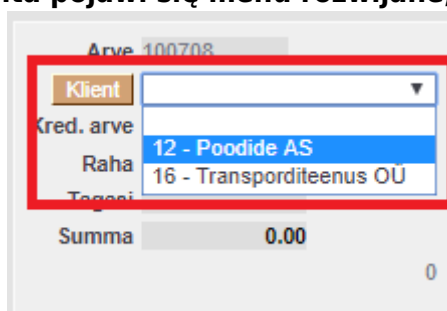 Arve 100708
Klient
Kred. arve
12 - Poodide AS
Raha
16 - Transporditeenus OÜ
Summa 0.00
0